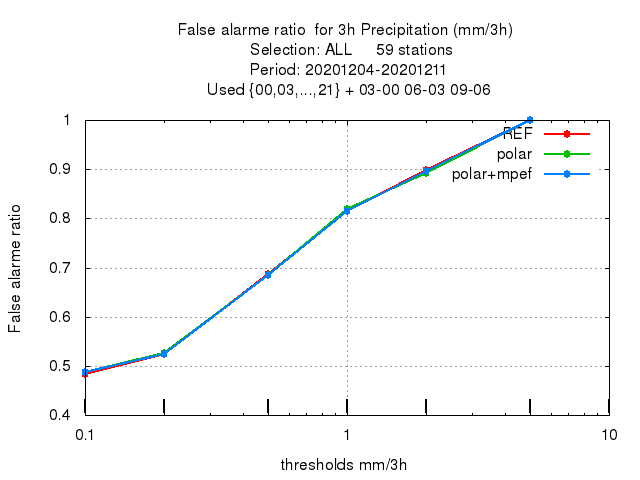 False alarme ratio  for 3h Precipitation (mm/3h)
Selection: ALL     59 stations
Period: 20201204-20201211
Used {00,03,...,21} + 03-00 06-03 09-06
1
REF
polar
0.9
polar+mpef
0.8
0.7
False alarme ratio
0.6
0.5
0.4
0.1 1 10
thresholds mm/3h